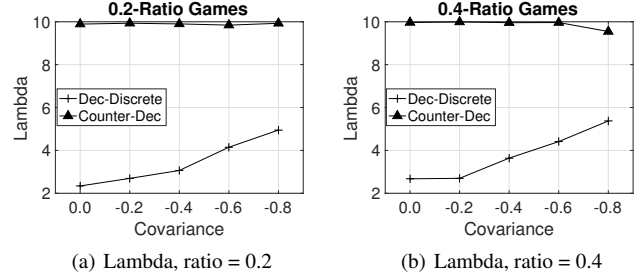 0.2-Ratio Games
Lambda
10
8
6
4
2
Dec-Discrete
Counter-Dec
0.0 -0.2 -0.4 -0.6 -0.8
Covariance
(a) Lambda, ratio = 0.2
0.4-Ratio Games
Lambda
10
8
6
4
2
Dec-Discrete
Counter-Dec
0.0 -0.2 -0.4 -0.6 -0.8
Covariance
(b) Lambda, ratio = 0.4